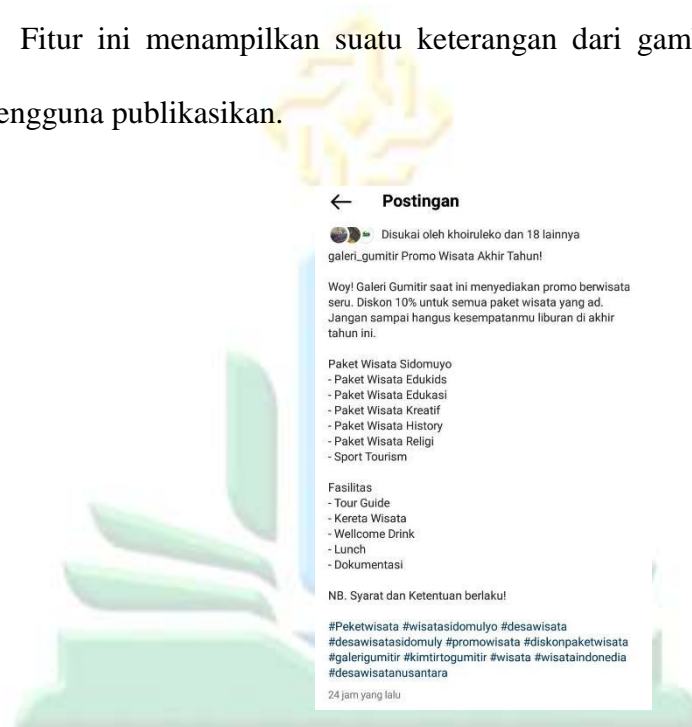 Fitur ini menampilkan suatu keterangan dari gam
engguna publikasikan.
← Postingan
Disukai oleh khoiruleko dan 18 lainnya
galeri_gumitir Promo Wisata Akhir Tahun!
Woy! Galeri Gumitir saat ini menyediakan promo berwisata
seru. Diskon 10% untuk semua paket wisata yang ad.
Jangan sampai hangus kesempatanmu liburan di akhir
tahun ini.
Paket Wisata Sidomuyo
- Paket Wisata Edukids
- Paket Wisata Edukasi
- Paket Wisata Kreatif
- Paket Wisata History
- Paket Wisata Religi
- Sport Tourism
Fasilitas
- Tour Guide
- Kereta Wisata
- Wellcome Drink
- Lunch
- Dokumentasi
NB. Syarat dan Ketentuan berlaku!
#Peketwisata #wisatasidomulyo #desawisata
#desawisatasidomuly #promowisata #diskonpaketwisata
#galerigumitir #kimtirtogumitir #wisata #wisataindonedia
#desawisatanusantara
24 jam yang lalu